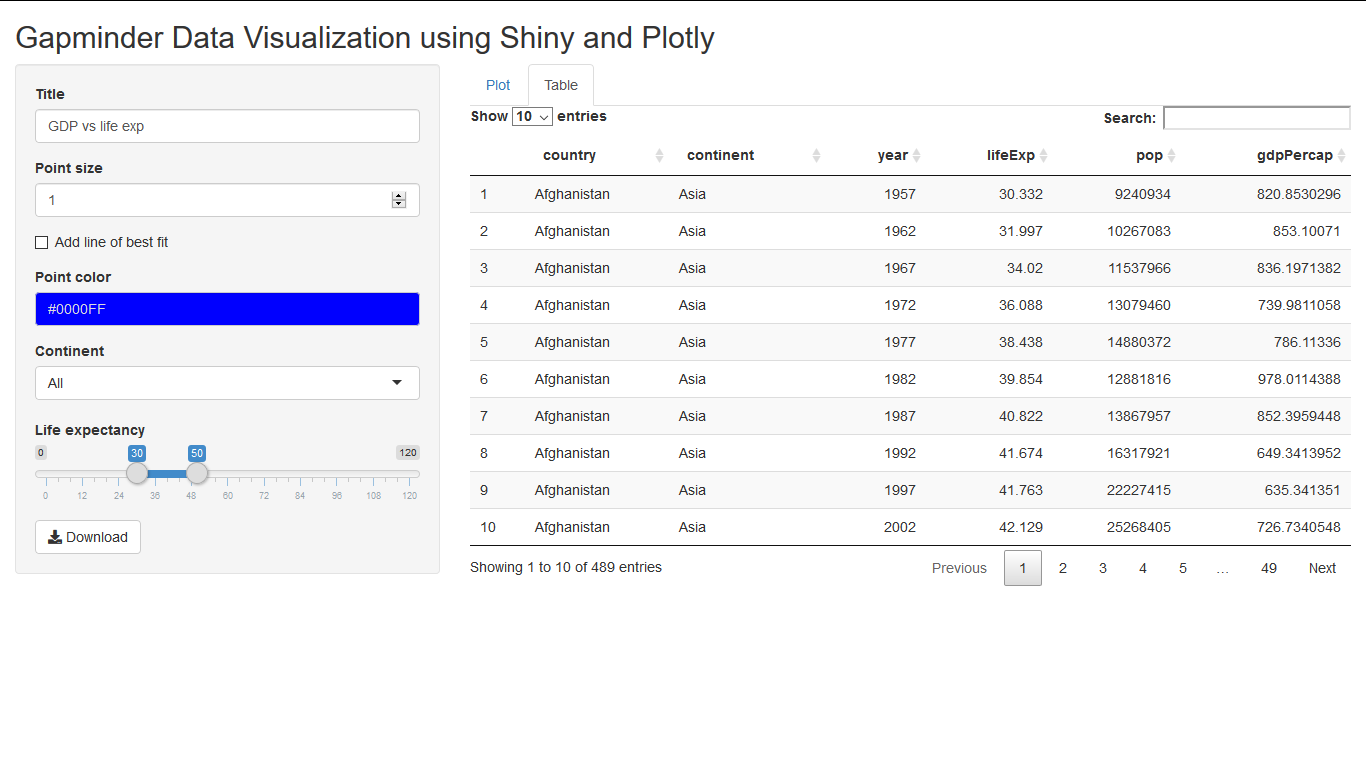 Gapminder Data Visualization using Shiny and Plotly
Title
GDP vs life exp
Point size
1
Add line of best fit
Point color
#0000FF
Continent
All
Life expectancy
0 30 50 120
0 12 24 36 48 60 72 84 96 108 120
Download
Plot Table
Show 10 entries Search:
country continent year lifeExp pop gdpPercap
1 Afghanistan Asia 1957 30.332 9240934 820.8530296
2 Afghanistan Asia 1962 31.997 10267083 853.10071
3 Afghanistan Asia 1967 34.02 11537966 836.1971382
4 Afghanistan Asia 1972 36.088 13079460 739.9811058
5 Afghanistan Asia 1977 38.438 14880372 786.11336
6 Afghanistan Asia 1982 39.854 12881816 978.0114388
7 Afghanistan Asia 1987 40.822 13867957 852.3959448
8 Afghanistan Asia 1992 41.674 16317921 649.3413952
9 Afghanistan Asia 1997 41.763 22227415 635.341351
10 Afghanistan Asia 2002 42.129 25268405 726.7340548
Showing 1 to 10 of 489 entries Previous 1 2 3 4 5 … 49 Next